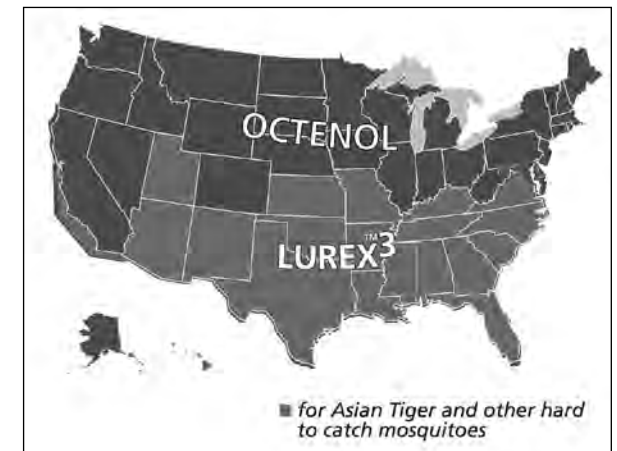 OCTENOL
LUREX™3
for Asian Tiger and other hard
to catch mosquitoes